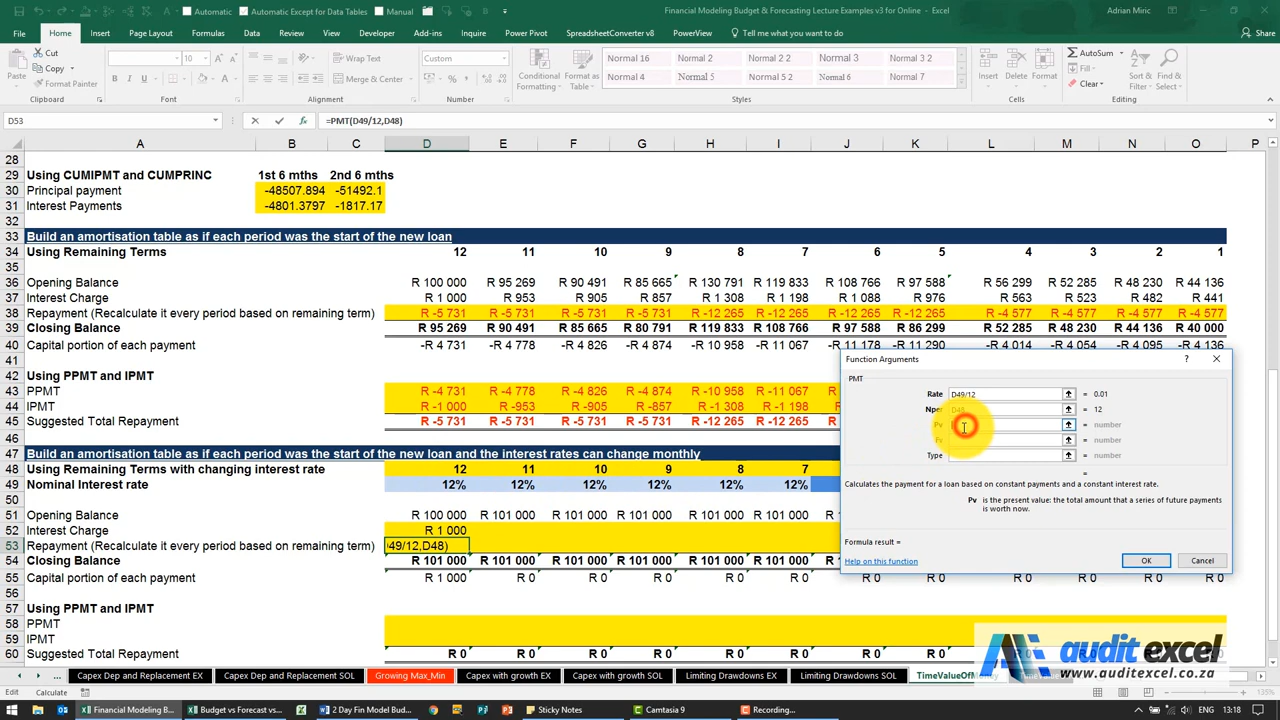 Automatic Automatic Except for Data Tables Manual Financial Modeling Budget & Forecasting Lecture Examples v3 for Online - Excel Adrian Miric
File Home Insert Page Layout Formulas Data Review View Developer Add-ins Inquire Power Pivot SpreadsheetConverter v8 PowerView Tell me what you want to do Share
Paste Cut Copy Format Painter Clipboard
10 Font
Wrap Text Merge & Center Alignment
Custom Number
Conditional Formatting Format as Table
Normal 16 Normal 2 Normal 2 2 Normal 3 Normal 3 2
Normal 4 Normal 5 Normal 5 2 Normal 6 Normal 7
Styles
Insert Delete Format Cells
AutoSum Fill Clear Sort & Filter Find & Select Editing
D53 =PMT(D49/12,D48)
A B C D E F G H I J K L M N O P
28
29 Using CUMIPMT and CUMPRINC 1st 6 mths 2nd 6 mths
30 Principal payment -48507.894 -51492.1
31 Interest Payments -4801.3797 -1817.17
32
33 Build an amortisation table as if each period was the start of the new loan
34 Using Remaining Terms 12 11 10 9 8 7 6 5 4 3 2 1
35
36 Opening Balance R 100 000 R 95 269 R 90 491 R 85 665 R 130 791 R 119 833 R 108 766 R 97 588 R 56 299 R 52 285 R 48 230 R 44 136
37 Interest Charge R 1 000 R 953 R 905 R 857 R 1 308 R 1 198 R 1 088 R 976 R 563 R 523 R 482 R 441
38 Repayment (Recalculate it every period based on remaining term) R -5 731 R -5 731 R -5 731 R -5 731 R -12 265 R -12 265 R -12 265 R -12 265 R -4 577 R -4 577 R -4 577 R -4 577
39 Closing Balance R 95 269 R 90 491 R 85 665 R 80 791 R 119 833 R 108 766 R 97 588 R 86 299 R 52 285 R 48 230 R 44 136 R 40 000
40 Capital portion of each payment -R 4 731 -R 4 778 -R 4 826 -R 4 874 -R 10 958 -R 11 067 -R 11 178 -R 11 290 -R 4 014 -R 4 054 -R 4 095 -R 4 136
41
42 Using PPMT and IPMT
43 PPMT R -4 731 R -4 778 R -4 826 R -4 874 R -10 958 R -11 067
44 IPMT R -1 000 R -953 R -905 R -857 R -1 308 R -1 198
45 Suggested Total Repayment R -5 731 R -5 731 R -5 731 R -5 731 R -12 265 R -12 265
46
47 Build an amortisation table as if each period was the start of the new loan and the interest rates can change monthly
48 Using Remaining Terms with changing interest rate 12 11 10 9 8 7
49 Nominal Interest rate 12% 12% 12% 12% 12% 12%
50
51 Opening Balance R 100 000 R 101 000 R 101 000 R 101 000 R 101 000 R 101 000
52 Interest Charge R 1 000
53 Repayment (Recalculate it every period based on remaining term) 49/12,D48)
54 Closing Balance R 101 000 R 101 000 R 101 000 R 101 000 R 101 000 R 101 000
55 Capital portion of each payment R 1 000 R 0 R 0 R 0 R 0 R 0 R 0 R 0 R 0 R 0 R 0 R 0
56
57 Using PPMT and IPMT
58 PPMT
59 IPMT
60 Suggested Total Repayment R 0 R 0 R 0 R 0 R 0 R 0 R 0
Function Arguments ?
PMT
Rate D49/12 = 0.01
Nper D48 = 12
Pv = number
Fv = number
Type = number
=
Calculates the payment for a loan based on constant payments and a constant interest rate.
Pv is the present value: the total amount that a series of future payments
is worth now.
Formula result =
Help on this function OK Cancel
audit excel
www.auditexcel.co.za
Capex Dep and Replacement EX Capex Dep and Replacement SOL Growing Max_Min Capex with growth EX Capex with growth SOL Limiting Drawdowns EX Limiting Drawdowns SOL TimeValueOfMoney
Edit Calculate 135%
Financial Modeling B... Budget vs Forecast vs... 2 Day Fin Model Bud... Sticky Notes Camtasia 9 Recording... ENG 13:18